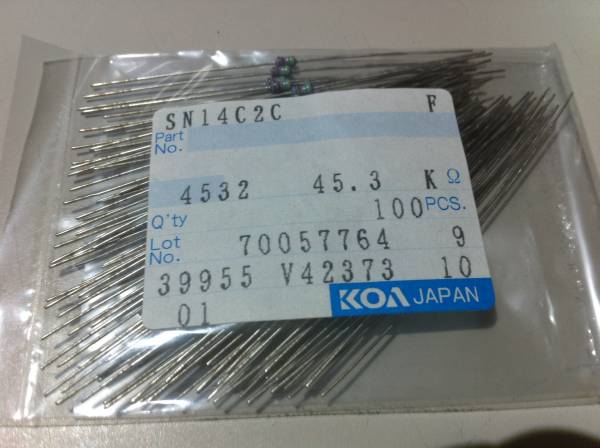 SN14C2C F
Part
No.
4532 45.3 K Ω
Q'ty 100 PCS.
Lot
No. 70057764 9
39955 V42373 10
01 KOA JAPAN